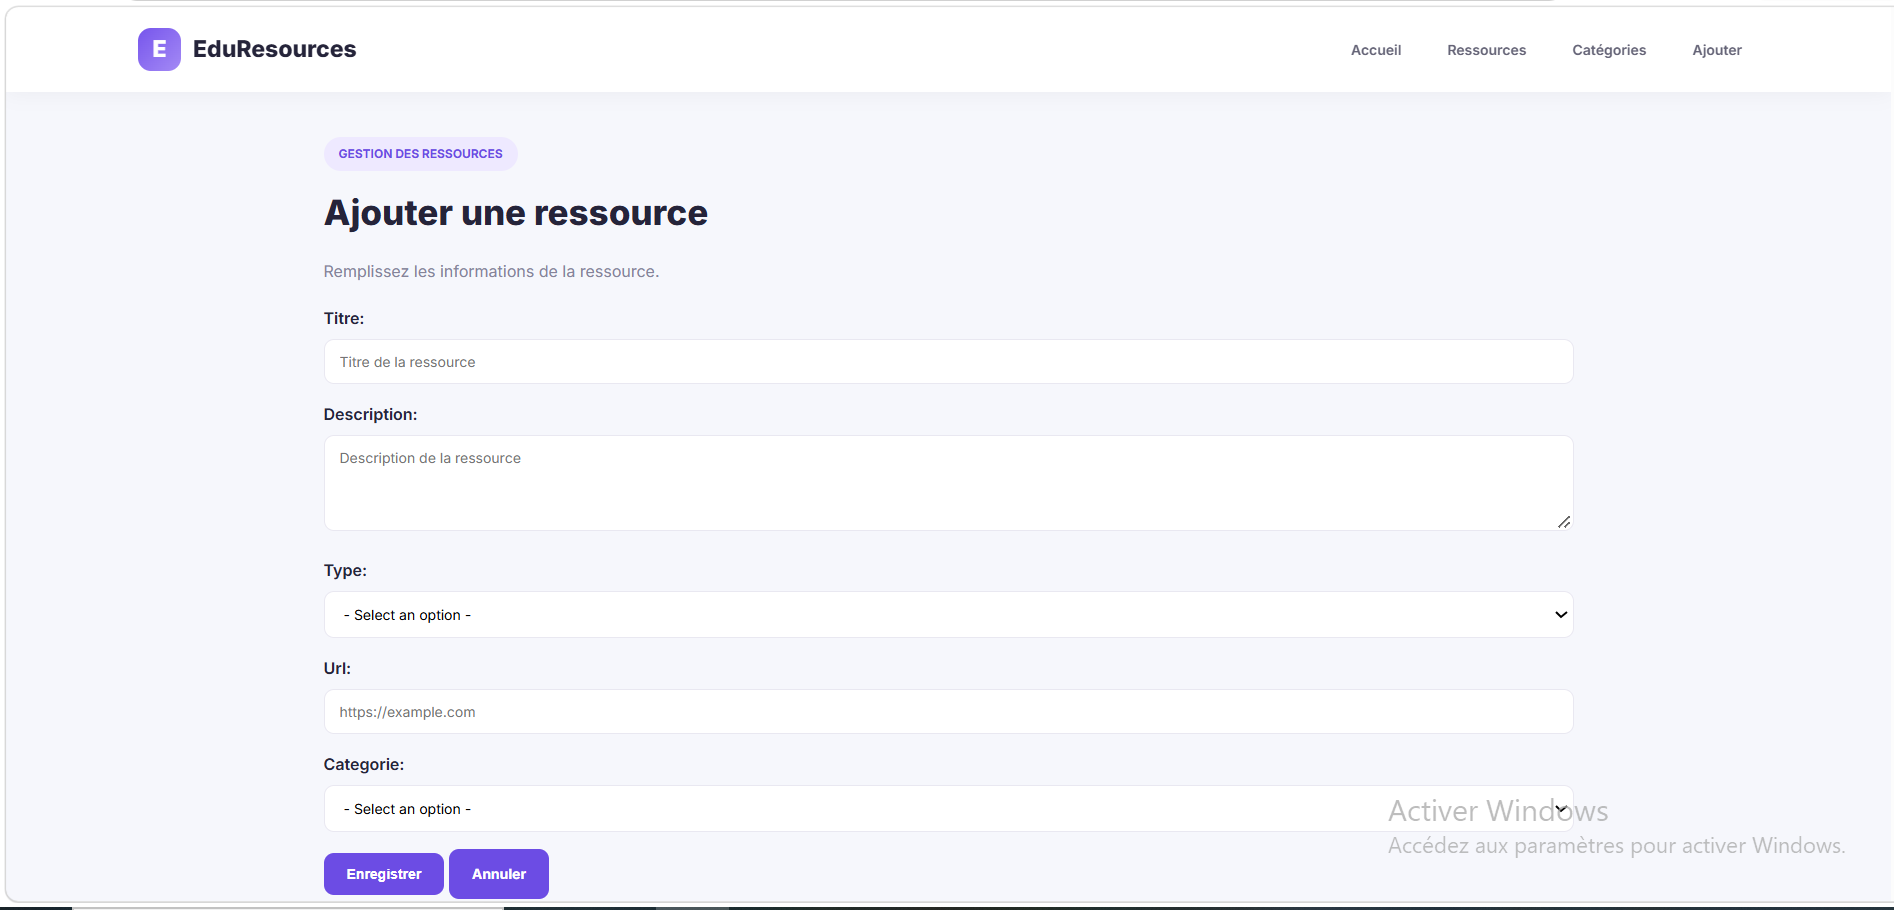 E EduResources
Accueil Ressources Catégories Ajouter
GESTION DES RESSOURCES
Ajouter une ressource
Remplissez les informations de la ressource.
Titre:
Titre de la ressource
Description:
Description de la ressource
Type:
- Select an option -
Url:
https://example.com
Categorie:
- Select an option -
Activer Windows
Accédez aux paramètres pour activer Windows.
Enregistrer Annuler